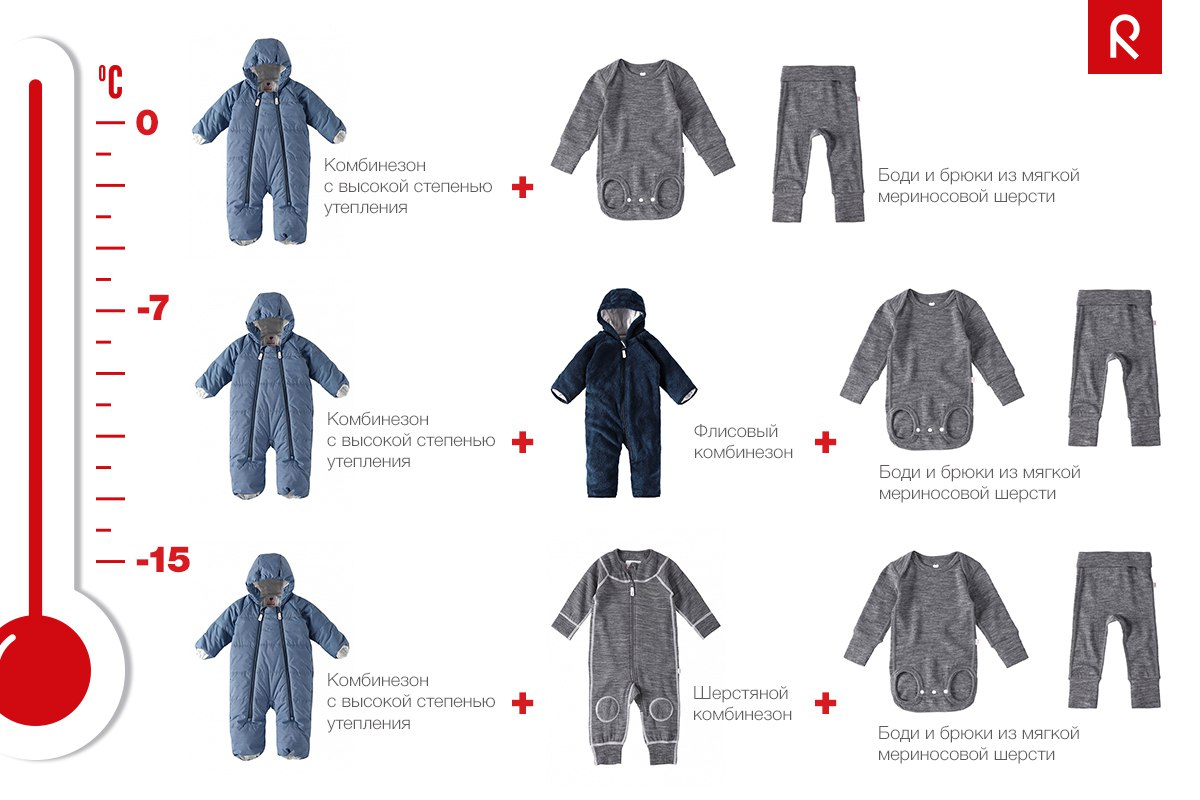 °C
0
Комбинезон
с высокой степенью
утепления
+
Боди и брюки из мягкой
мериносовой шерсти
-7
Комбинезон
с высокой степенью
утепления
+
Флисовый
комбинезон
+
Боди и брюки из мягкой
мериносовой шерсти
-15
Комбинезон
с высокой степенью
утепления
+
Шерстяной
комбинезон
+
Боди и брюки из мягкой
мериносовой шерсти